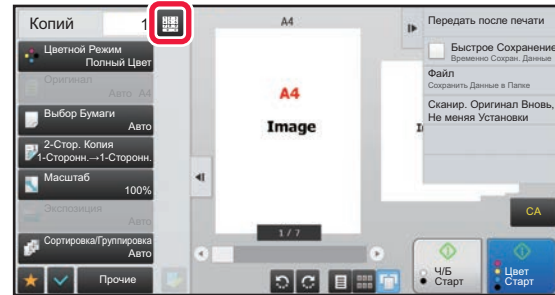 Копий 1
Цветной Режим
Полный Цвет
Оригинал
Авто A4
Выбор Бумаги
Авто
2-Стор. Копия
1-Сторонн.→1-Сторонн.
Масштаб
100%
Экспозиция
Авто
Сортировка/Группировка
Авто
Прочие
A4
A4
Image
1 / 7
Передать после печати
Быстрое Сохранение
Временно Сохран. Данные
Файл
Сохранить Данные в Папке
Сканир. Оригинал Вновь,
Не меняя Установки
CA
Ч/Б
Старт
Цвет
Старт